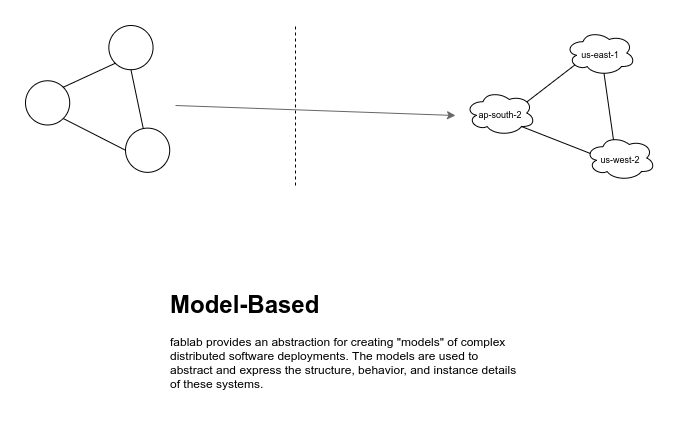 us-east-1
ap-south-2
us-west-2
Model-Based
fablab provides an abstraction for creating "models" of complex
distributed software deployments. The models are used to
abstract and express the structure, behavior, and instance details
of these systems.